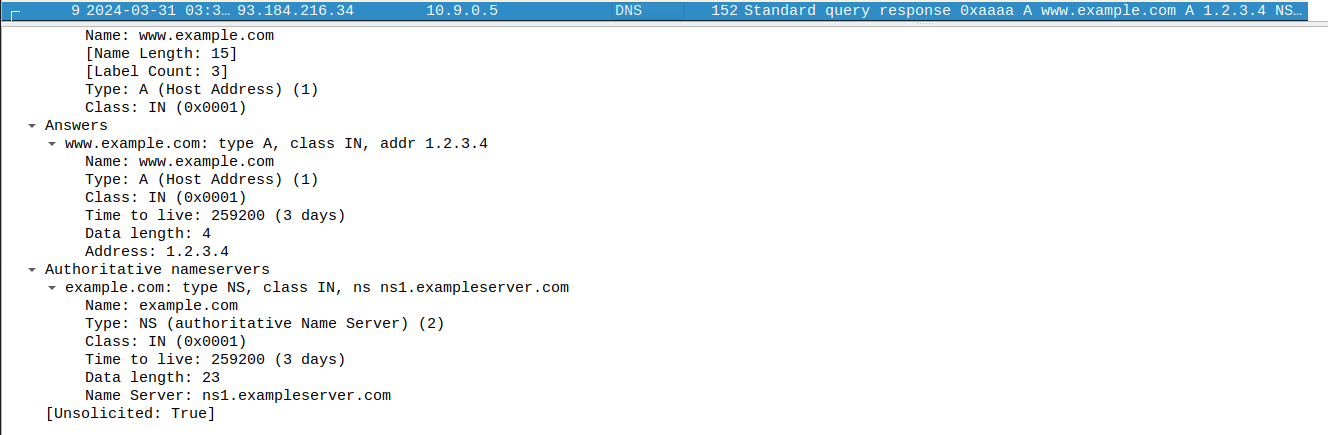 9 2024-03-31 03:3… 93.184.216.34 10.9.0.5 DNS 152 Standard query response 0xaaaa A www.example.com A 1.2.3.4 NS…
Name: www.example.com
[Name Length: 15]
[Label Count: 3]
Type: A (Host Address) (1)
Class: IN (0x0001)
Answers
www.example.com: type A, class IN, addr 1.2.3.4
Name: www.example.com
Type: A (Host Address) (1)
Class: IN (0x0001)
Time to live: 259200 (3 days)
Data length: 4
Address: 1.2.3.4
Authoritative nameservers
example.com: type NS, class IN, ns ns1.exampleserver.com
Name: example.com
Type: NS (authoritative Name Server) (2)
Class: IN (0x0001)
Time to live: 259200 (3 days)
Data length: 23
Name Server: ns1.exampleserver.com
[Unsolicited: True]